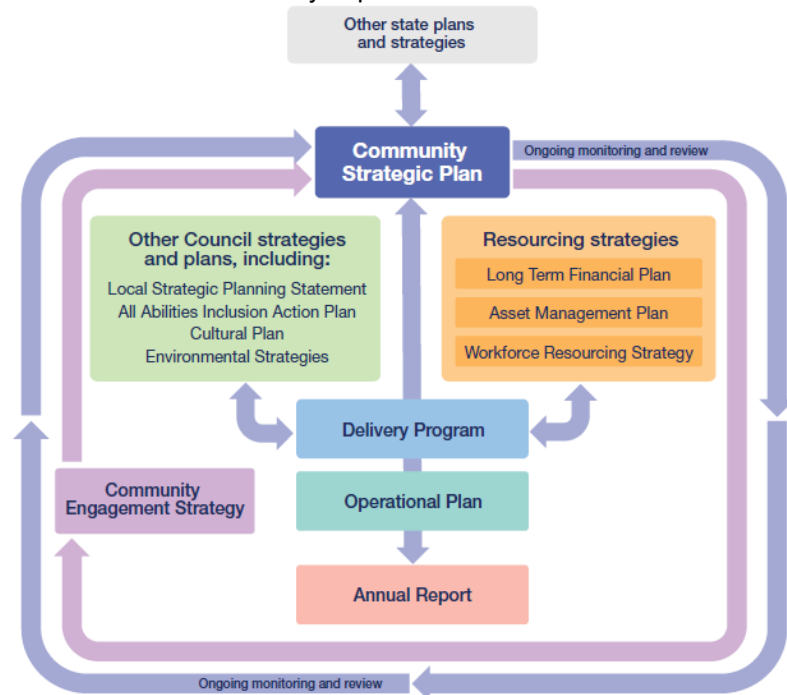 Other state plans
and strategies
Community
Strategic Plan
Ongoing monitoring and review
Other Council strategies
and plans, including:
Local Strategic Planning Statement
All Abilities Inclusion Action Plan
Cultural Plan
Environmental Strategies
Resourcing strategies
Long Term Financial Plan
Asset Management Plan
Workforce Resourcing Strategy
Delivery Program
Community
Engagement Strategy
Operational Plan
Annual Report
Ongoing monitoring and review